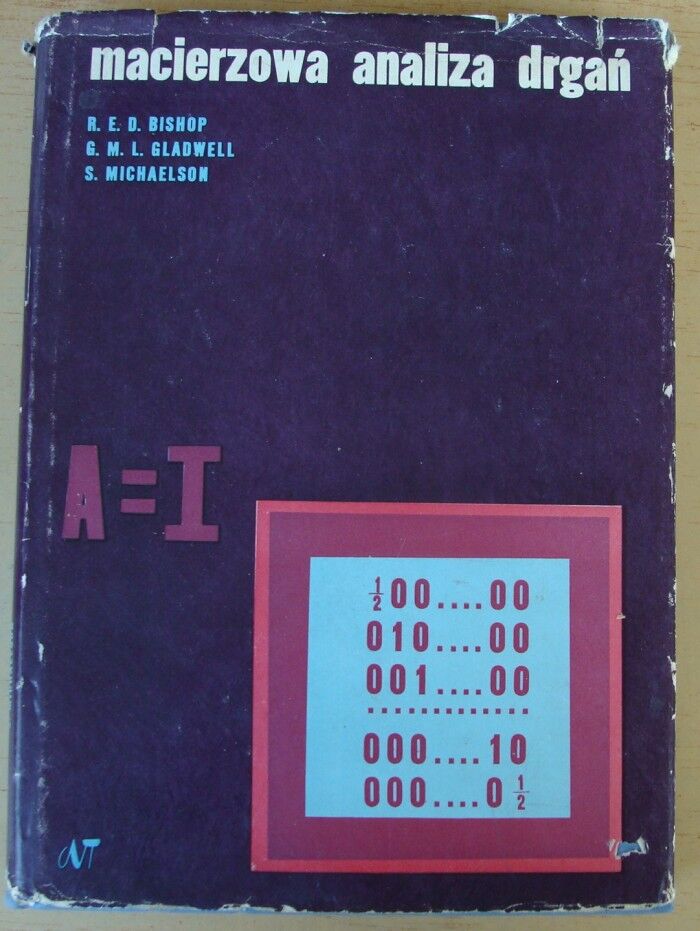 macierzowa analiza drgań
R. E. D. BISHOP
G. M. L. GLADWELL
S. MICHAELSON
A=I
½00....00
010....00
001....00
.............
000....10
000....0½
NT